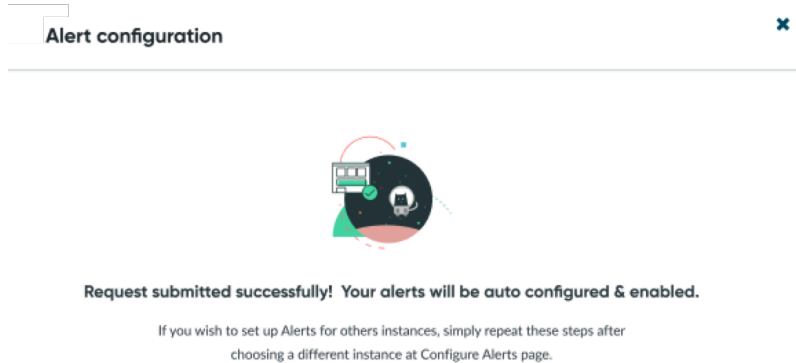 Alert configuration
Request submitted successfully! Your alerts will be auto configured & enabled.
If you wish to set up Alerts for others instances, simply repeat these steps after
choosing a different instance at Configure Alerts page.